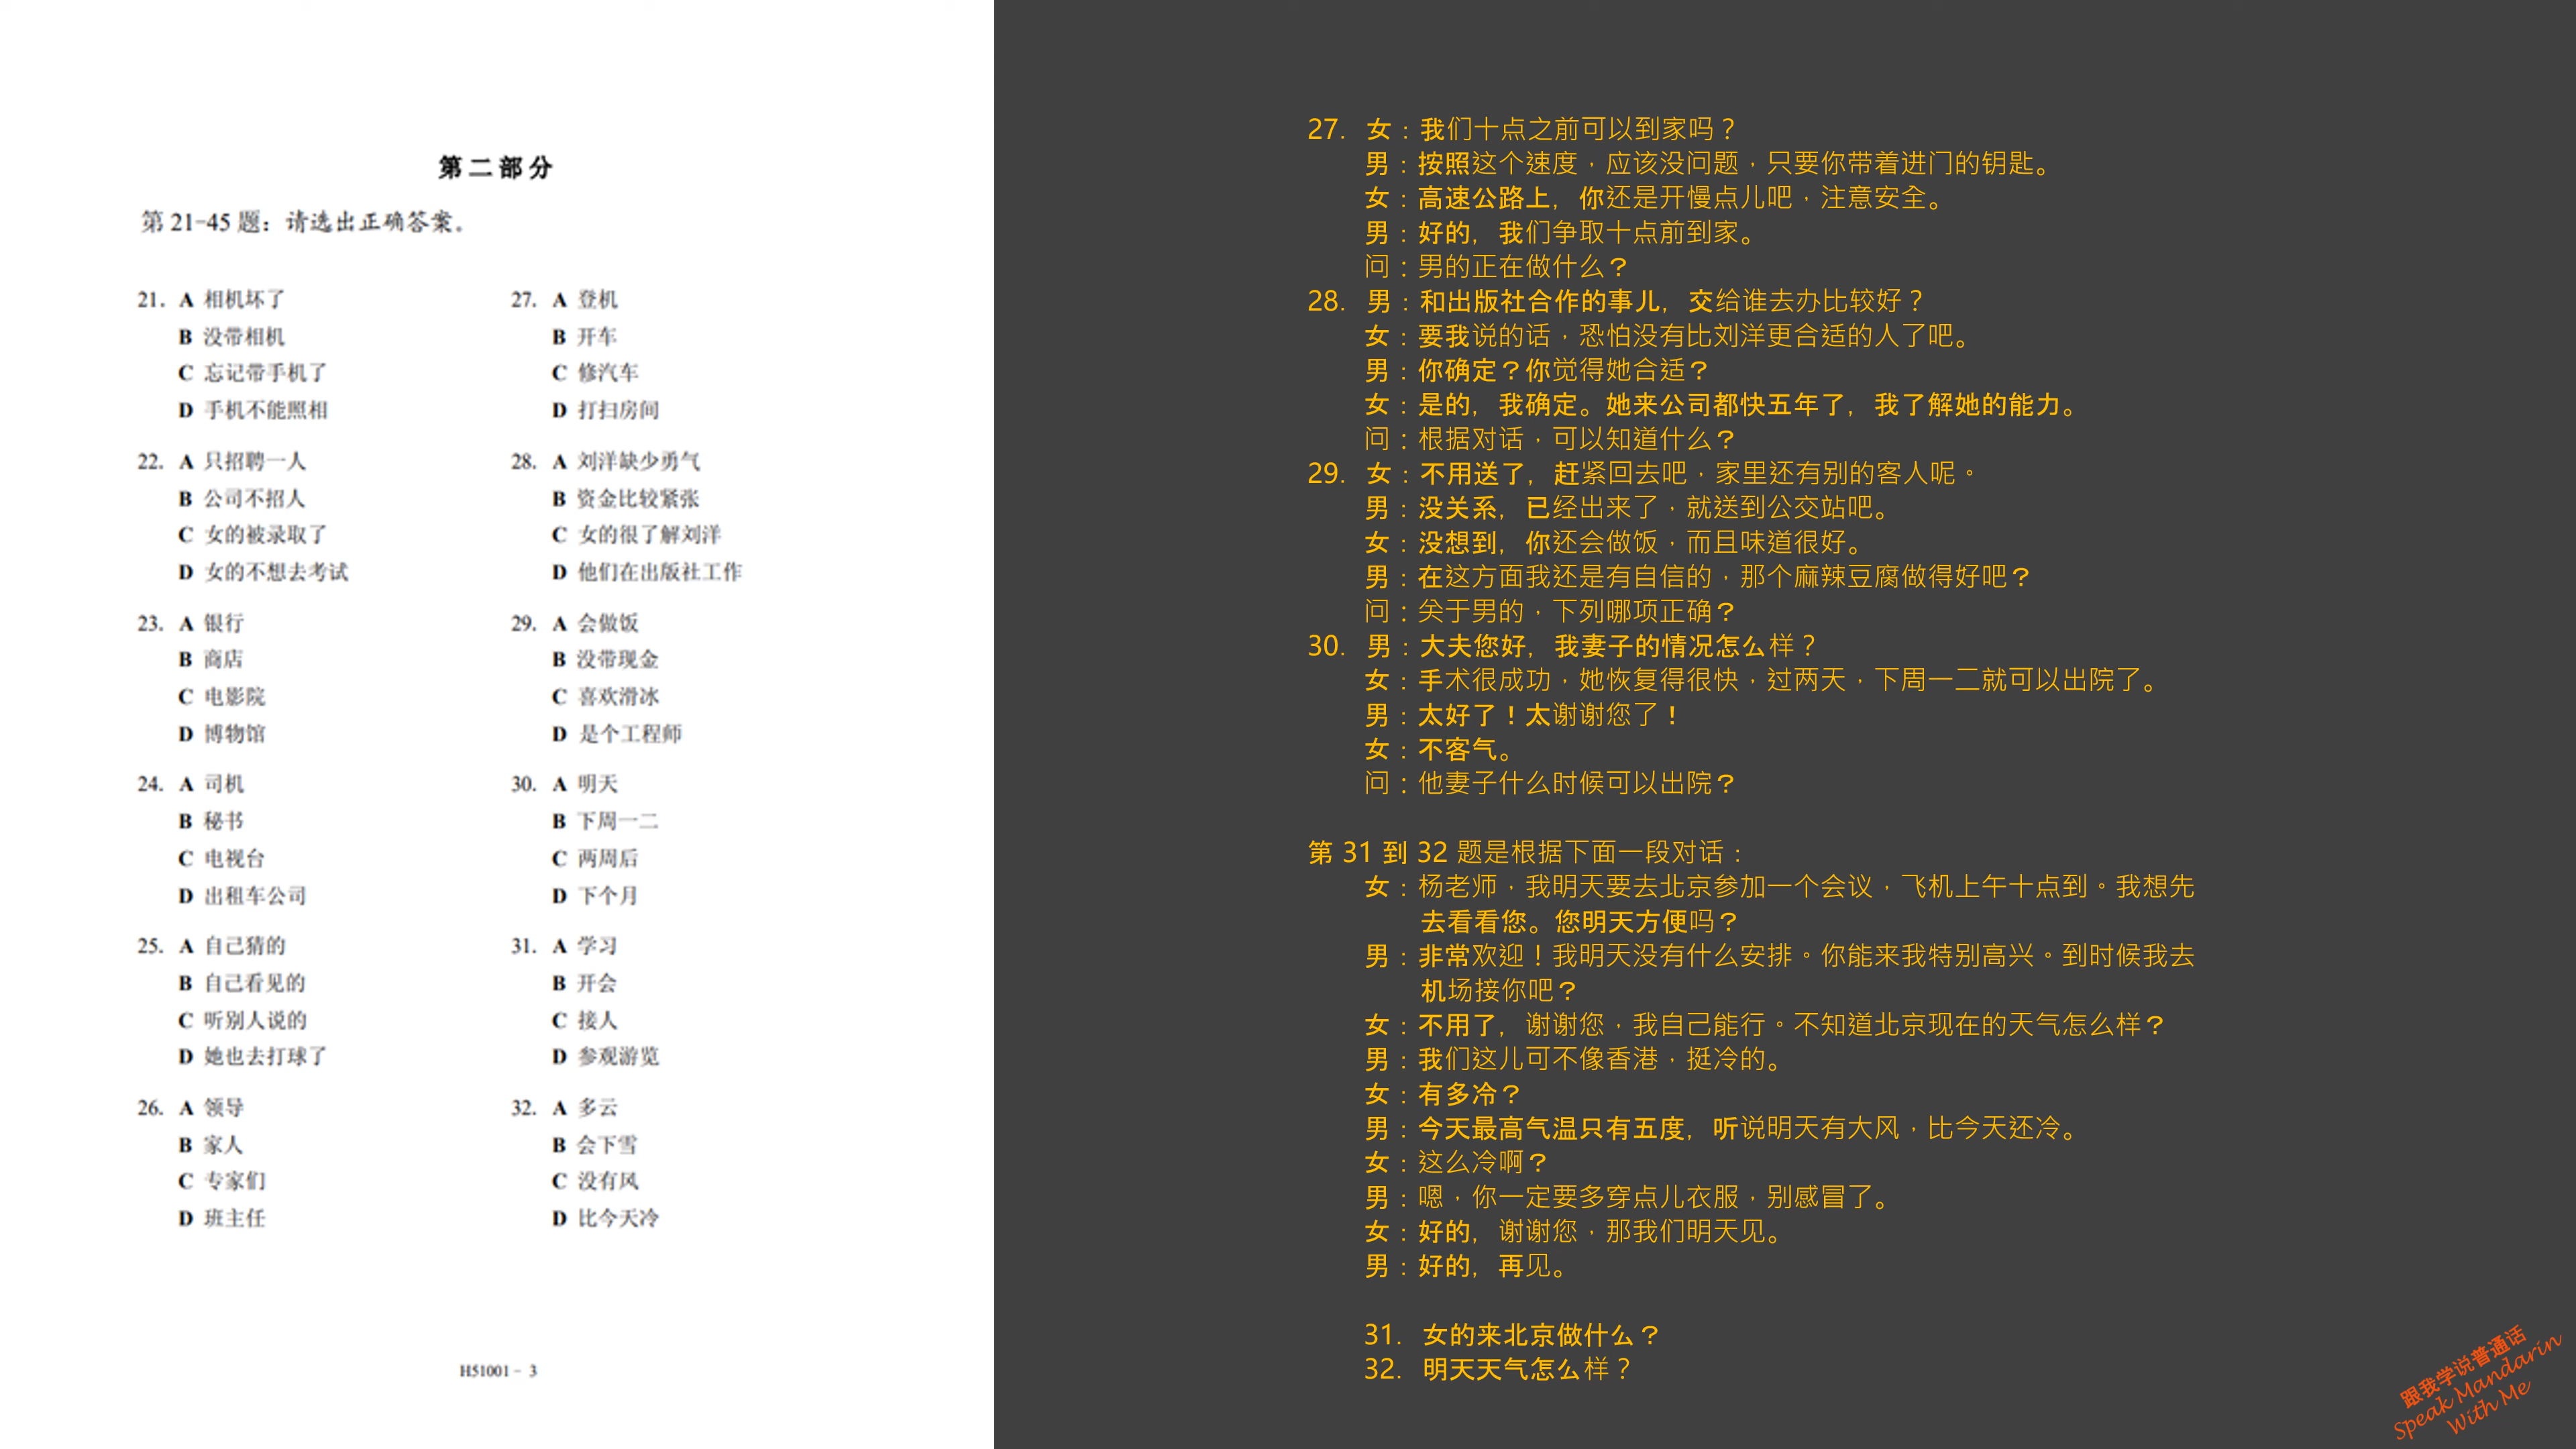 第二部分
第 21-45 题：请选出正确答案。
21. A 相机坏了
B 没带相机
C 忘记带手机了
D 手机不能照相
22. A 只招聘一人
B 公司不招人
C 女的被录取了
D 女的不想去考试
23. A 银行
B 商店
C 电影院
D 博物馆
24. A 司机
B 秘书
C 电视台
D 出租车公司
25. A 自己猜的
B 自己看见的
C 听别人说的
D 她也去打球了
26. A 领导
B 家人
C 专家们
D 班主任
27. A 登机
B 开车
C 修汽车
D 打扫房间
28. A 刘洋缺少勇气
B 资金比较紧张
C 女的很了解刘洋
D 他们在出版社工作
29. A 会做饭
B 没带现金
C 喜欢滑冰
D 是个工程师
30. A 明天
B 下周一二
C 两周后
D 下个月
31. A 学习
B 开会
C 接人
D 参观游览
32. A 多云
B 会下雪
C 没有风
D 比今天冷
H51001 - 3
27. 女：我们十点之前可以到家吗？
男：按照这个速度，应该没问题，只要你带着进门的钥匙。
女：高速公路上，你还是开慢点儿吧，注意安全。
男：好的，我们争取十点前到家。
问：男的正在做什么？
28. 男：和出版社合作的事儿，交给谁去办比较好？
女：要我说的话，恐怕没有比刘洋更合适的人了吧。
男：你确定？你觉得她合适？
女：是的，我确定。她来公司都快五年了，我了解她的能力。
问：根据对话，可以知道什么？
29. 女：不用送了，赶紧回去吧，家里还有别的客人呢。
男：没关系，已经出来了，就送到公交站吧。
女：没想到，你还会做饭，而且味道很好。
男：在这方面我还是有自信的，那个麻辣豆腐做得好吧？
问：关于男的，下列哪项正确？
30. 男：大夫您好，我妻子的情况怎么样？
女：手术很成功，她恢复得很快，过两天，下周一二就可以出院了。
男：太好了！太谢谢您了！
女：不客气。
问：他妻子什么时候可以出院？
第 31 到 32 题是根据下面一段对话：
女：杨老师，我明天要去北京参加一个会议，飞机上午十点到。我想先
去看看您。您明天方便吗？
男：非常欢迎！我明天没有什么安排。你能来我特别高兴。到时候我去
机场接你吧？
女：不用了，谢谢您，我自己能行。不知道北京现在的天气怎么样？
男：我们这儿可不像香港，挺冷的。
女：有多冷？
男：今天最高气温只有五度，听说明天有大风，比今天还冷。
女：这么冷啊？
男：嗯，你一定要多穿点儿衣服，别感冒了。
女：好的，谢谢您，那我们明天见。
男：好的，再见。
31. 女的来北京做什么？
32. 明天天气怎么样？
跟我学说普通话
Speak Mandarin
With Me